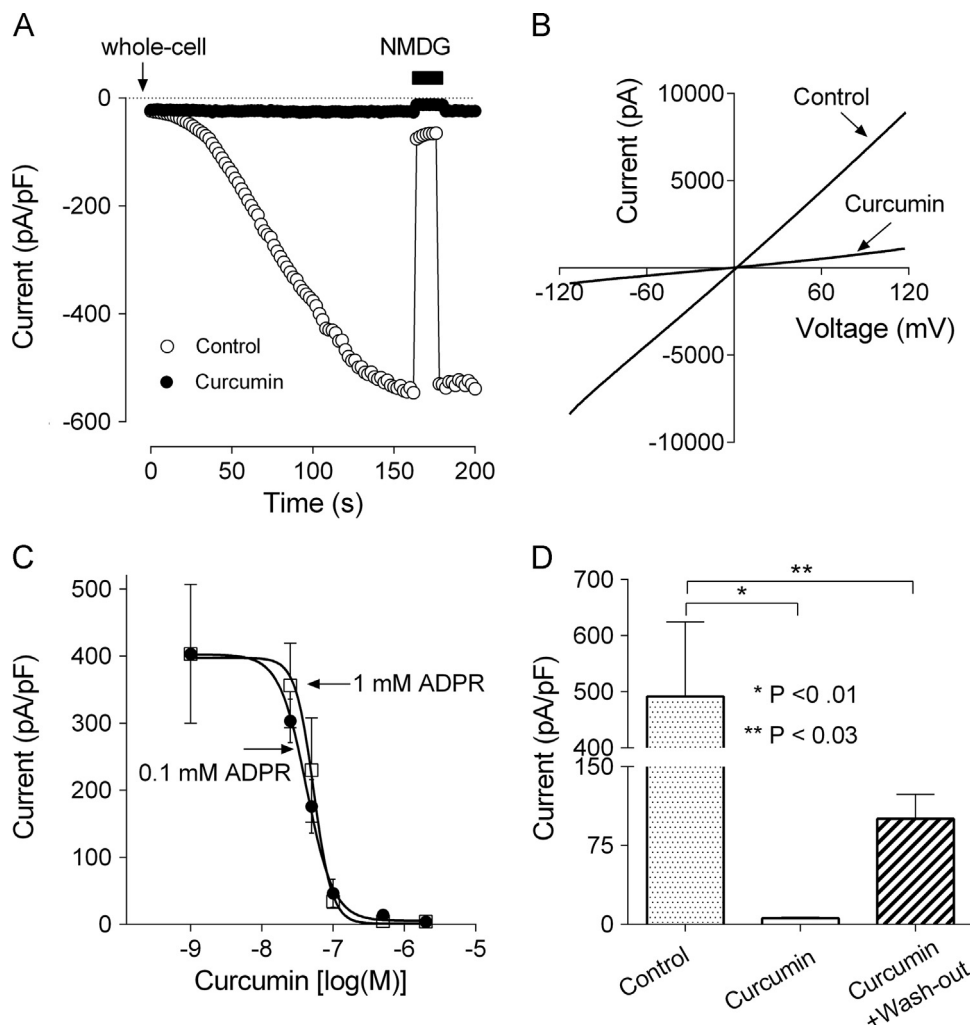 A
whole-cell
NMDG
0
-200
-400
-600
Current (pA/pF)
Control
Curcumin
0 50 100 150 200
Time (s)
B
10000
5000
-5000
-10000
Current (pA)
Control
Curcumin
-120 -60 60 120
Voltage (mV)
C
500
400
300
200
100
0
Current (pA/pF)
1 mM ADPR
0.1 mM ADPR
-9 -8 -7 -6 -5
Curcumin [log(M)]
D
700
600
500
400
150
75
0
Current (pA/pF)
**
*
* P <0 .01
** P < 0.03
Control
Curcumin
Curcumin
+Wash-out